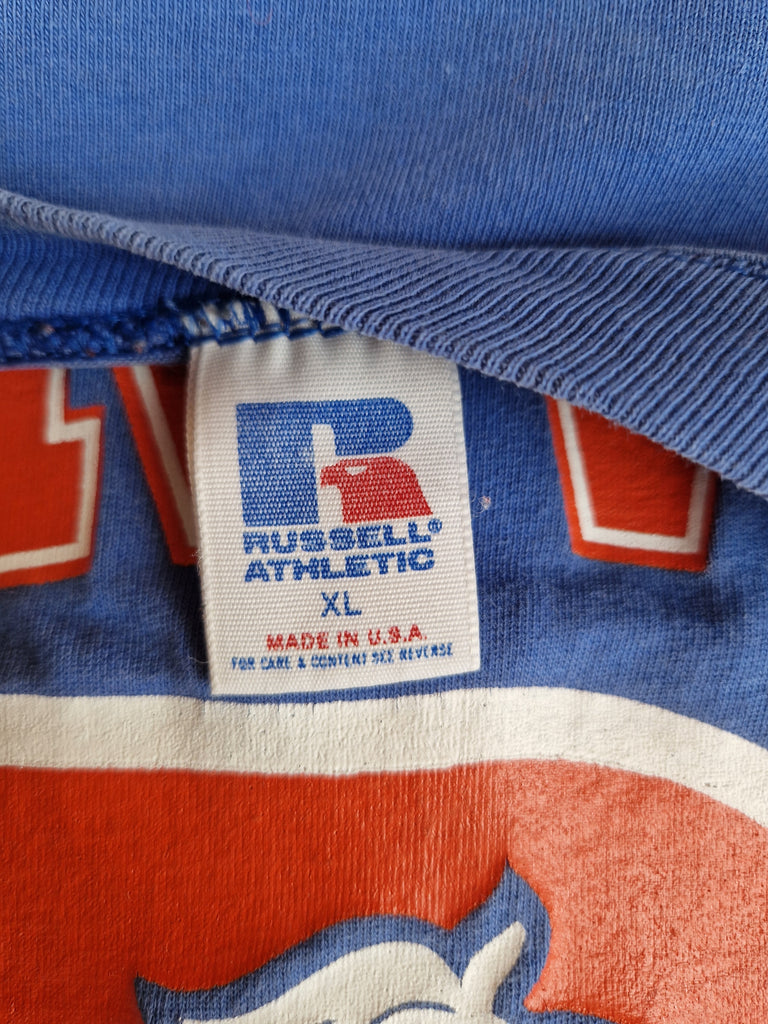 RUSSELL®
ATHLETIC
XL
MADE IN U.S.A.
FOR CARE & CONTENT SEE REVERSE